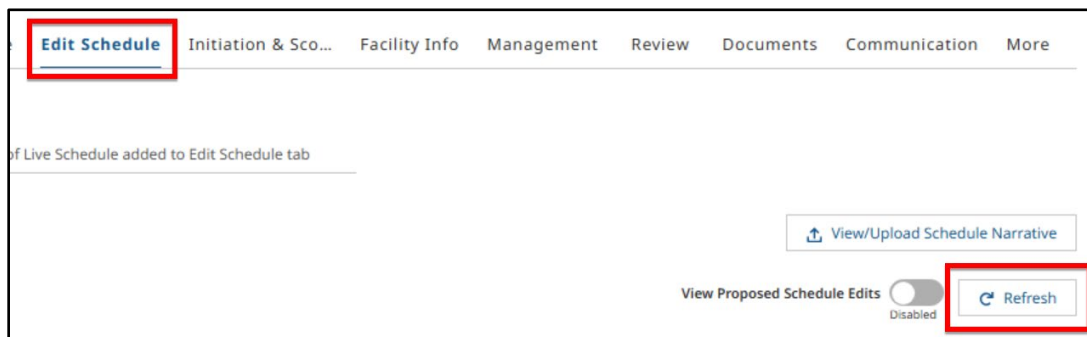 Edit Schedule Initiation & Sco... Facility Info Management Review Documents Communication More
of Live Schedule added to Edit Schedule tab
View/Upload Schedule Narrative
View Proposed Schedule Edits Refresh
Disabled